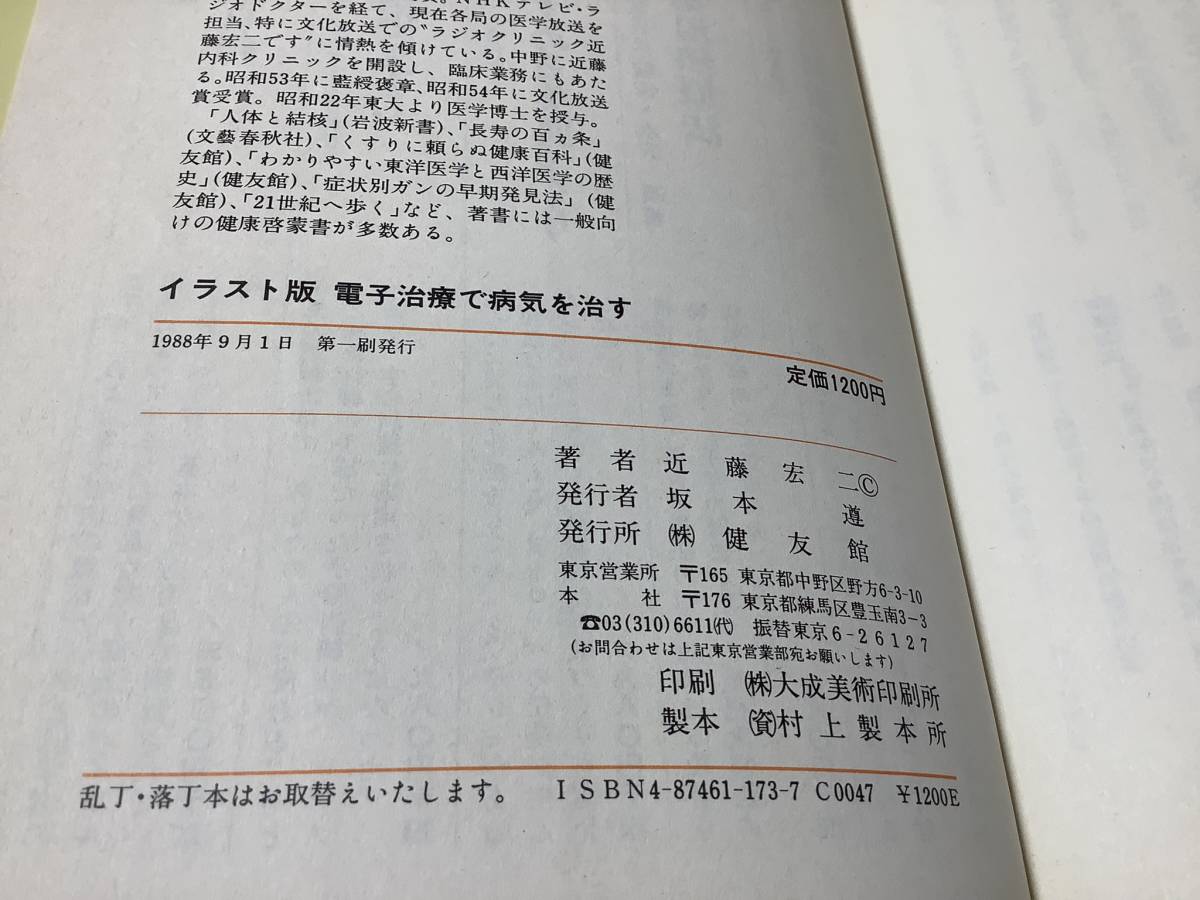 NHKテレビ・ラ
ジオドクターを経て、現在各局の医学放送を
担当、特に文化放送での〝ラジオクリニック近
藤宏二です〟に情熱を傾けている。中野に近藤
内科クリニックを開設し、臨床業務にもあた
る。昭和53年に藍綬褒章、昭和54年に文化放送
賞受賞。昭和22年東大より医学博士を授与。
「人体と結核」(岩波新書)、「長寿の百ヵ条」
(文藝春秋社)、「くすりに頼らぬ健康百科」(健
友館)、「わかりやすい東洋医学と西洋医学の歴
史」(健友館)、「症状別ガンの早期発見法」(健
友館)、「21世紀へ歩く」など、著書には一般向
けの健康啓蒙書が多数ある。
イラスト版 電子治療で病気を治す
1988年9月1日 第一刷発行
定価1200円
著者 近藤宏二©
発行者 坂本 遵
発行所 ㈱ 健友館
東京営業所 〒165 東京都中野区野方6-3-10
本社 〒176 東京都練馬区豊玉南3-3
☎03(310)6611㈹ 振替東京6-26127
(お問合わせは上記東京営業部宛お願いします)
印刷 ㈱大成美術印刷所
製本 ㈾村上製本所
乱丁・落丁本はお取替えいたします。 ISBN4-87461-173-7 C0047 ¥1200E